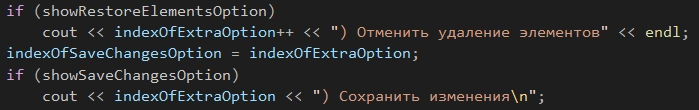 if (showRestoreElementsOption)
    cout << indexOfExtraOption++ << ") Отменить удаление элементов" << endl;
indexOfSaveChangesOption = indexOfExtraOption;
if (showSaveChangesOption)
    cout << indexOfExtraOption << ") Сохранить изменения\n";